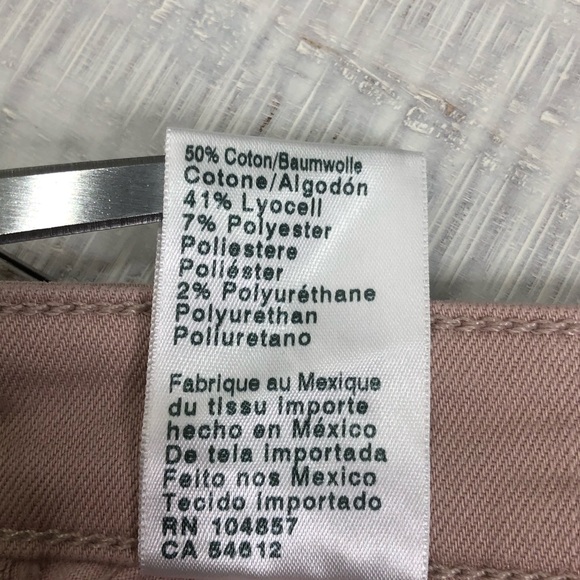 50% Coton/Baumwolle
Cotone/Algodón
41% Lyocell
7% Polyester
Poliestere
Poliéster
2% Polyuréthane
Polyurethan
Poliuretano
Fabrique au Mexique
du tissu importe
hecho en México
De tela importada
Feito nos Mexico
Tecido importado
RN 104857
CA 54612